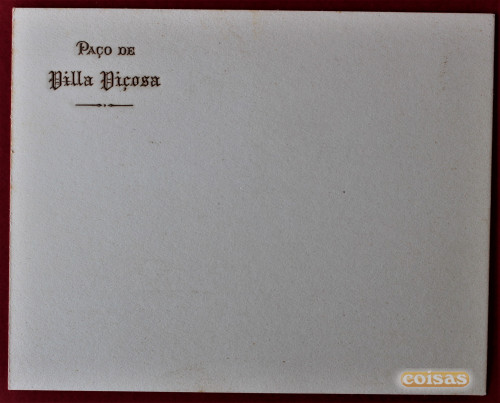 Paço de
Villa Viçosa
coisas